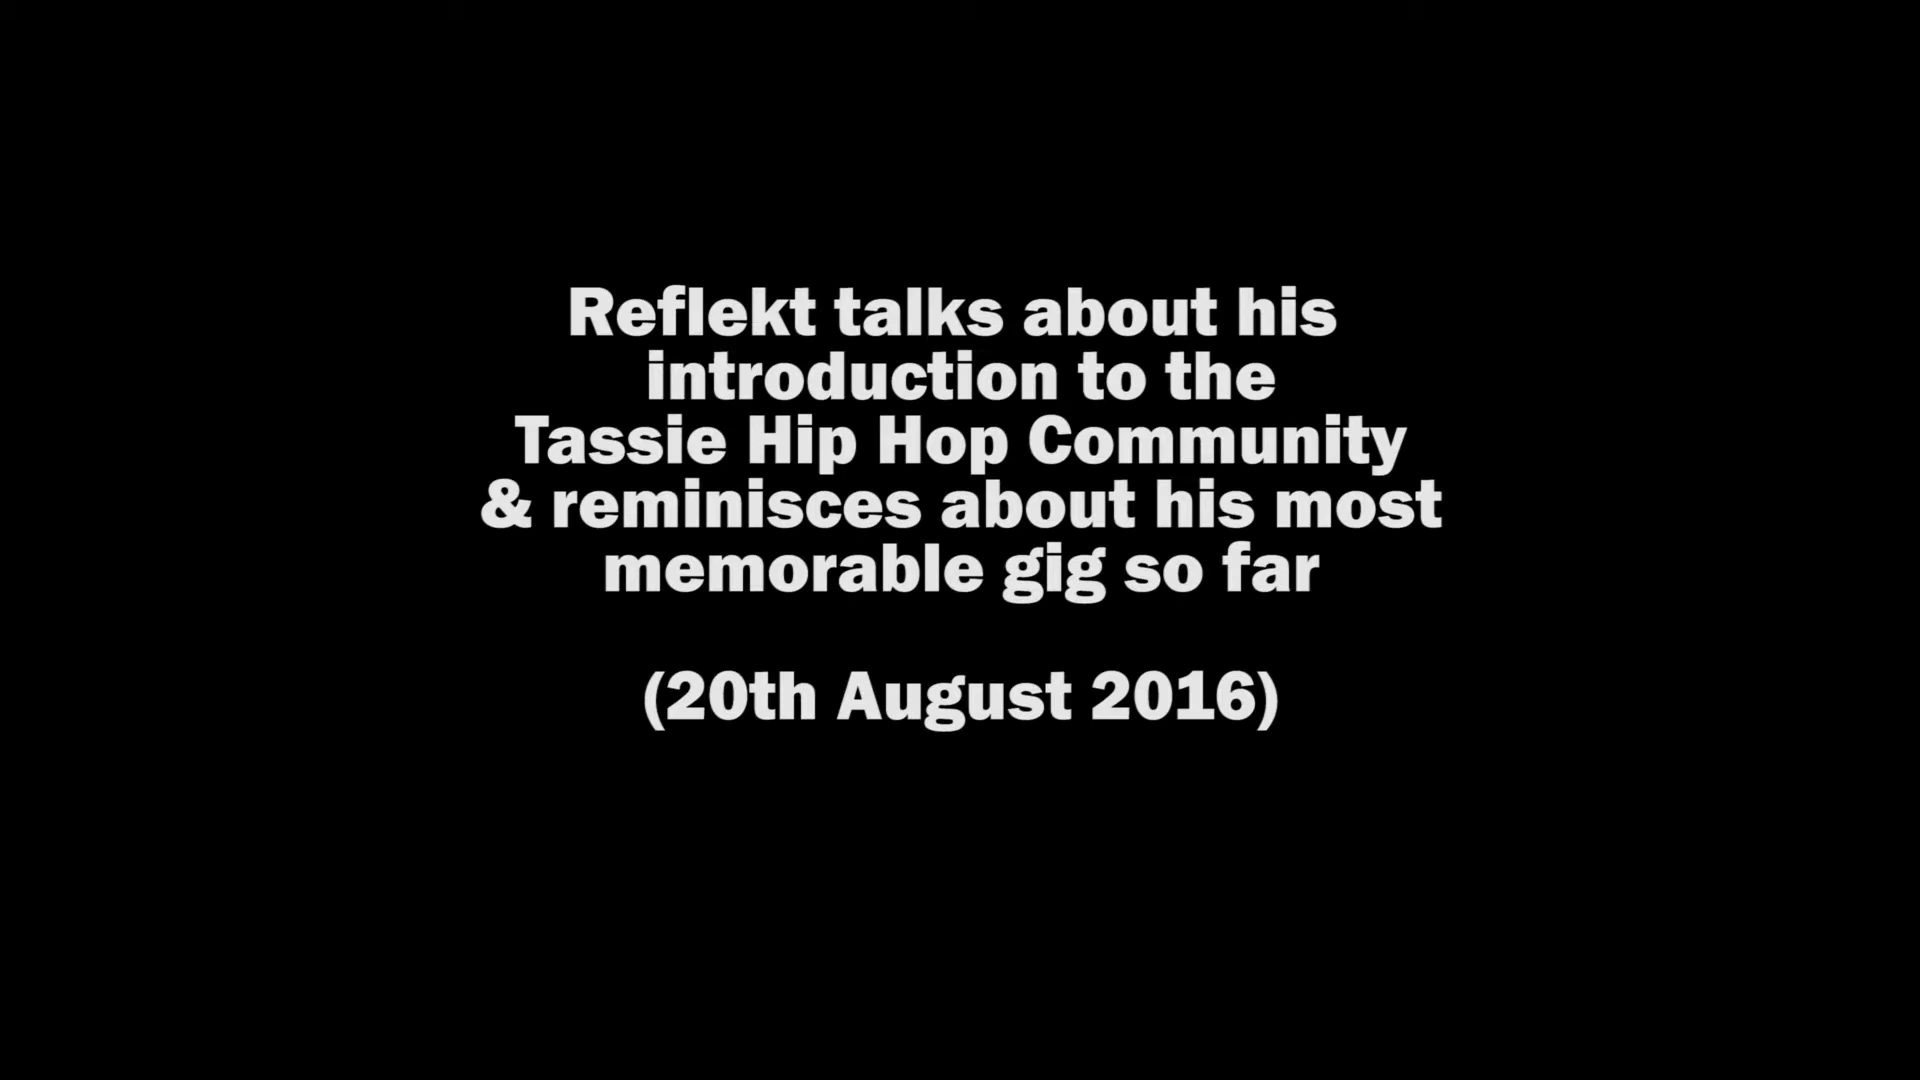 Reflekt talks about his
introduction to the
Tassie Hip Hop Community
& reminisces about his most
memorable gig so far
(20th August 2016)